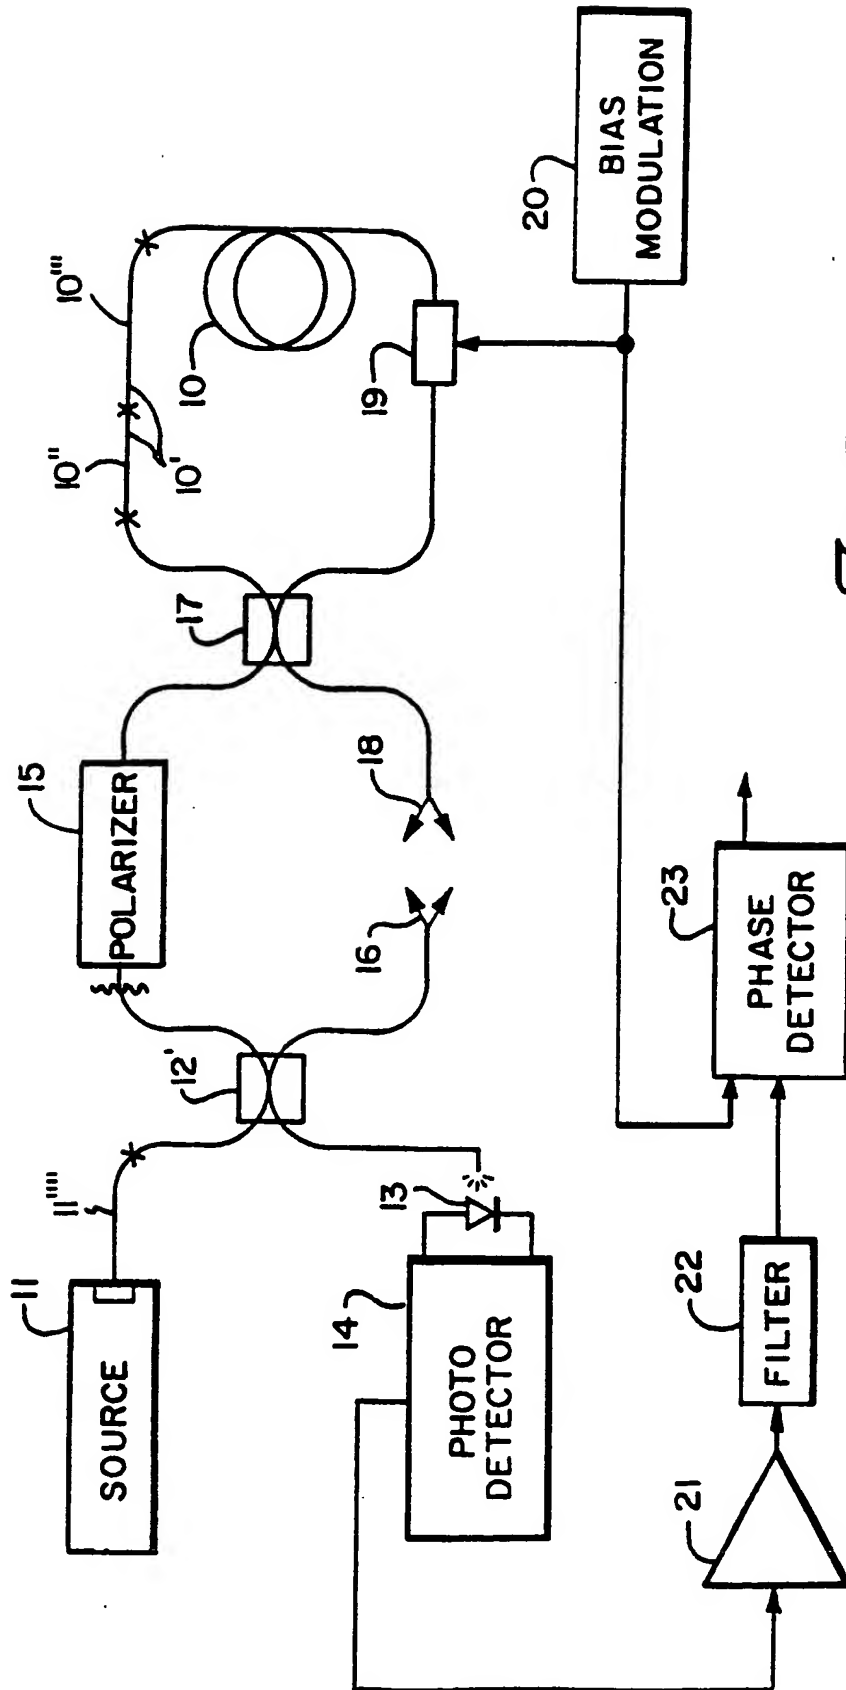 11
SOURCE
11''''
12'
13
14
PHOTO
DETECTOR
15
POLARIZER
16
17
18
10''
10'''
10'
10
19
20
BIAS
MODULATION
21
22
FILTER
23
PHASE
DETECTOR